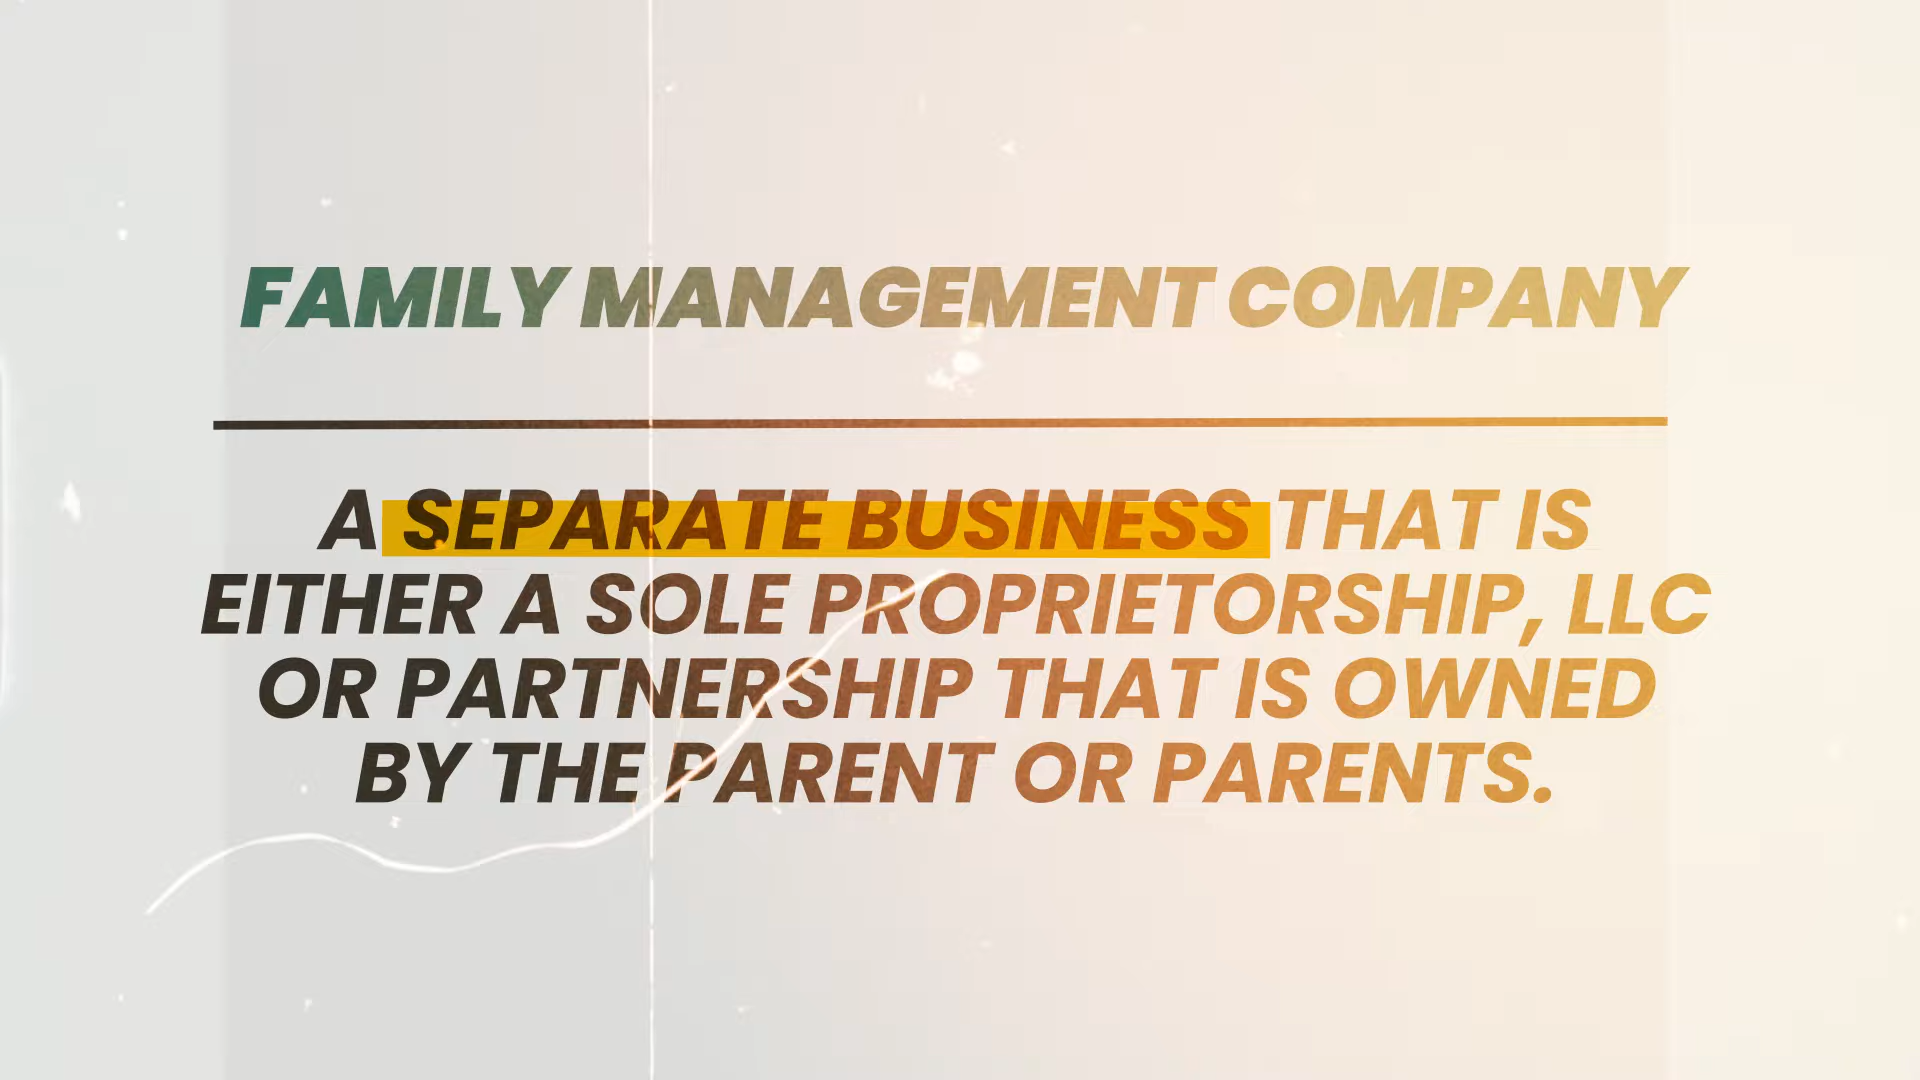 FAMILY MANAGEMENT COMPANY
A SEPARATE BUSINESS THAT IS
EITHER A SOLE PROPRIETORSHIP, LLC
OR PARTNERSHIP THAT IS OWNED
BY THE PARENT OR PARENTS.